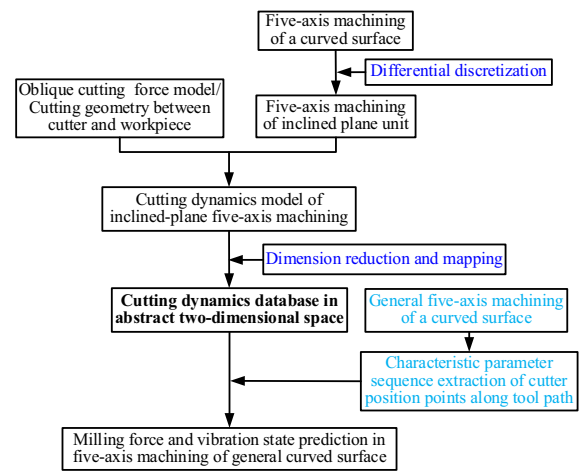 Five-axis machining
of a curved surface
Differential discretization
Oblique cutting force model/
Cutting geometry between
cutter and workpiece
Five-axis machining
of inclined plane unit
Cutting dynamics model of
inclined-plane five-axis machining
Dimension reduction and mapping
Cutting dynamics database in
abstract two-dimensional space
General five-axis machining
of a curved surface
Characteristic parameter
sequence extraction of cutter
position points along tool path
Milling force and vibration state prediction in
five-axis machining of general curved surface